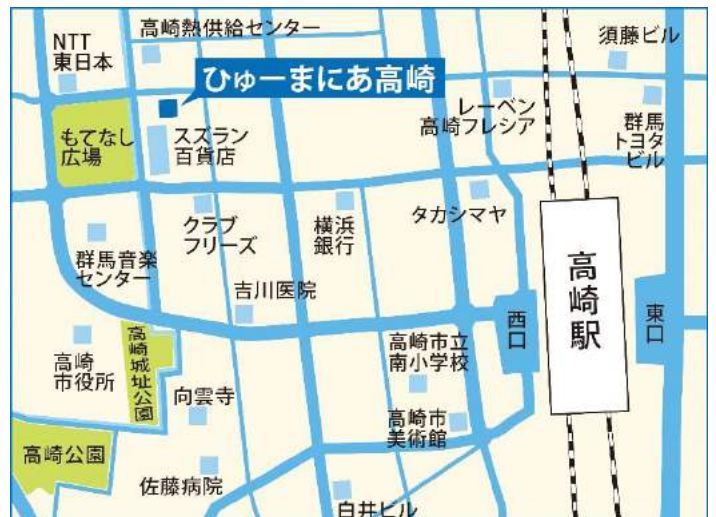 高崎熱供給センター
須藤ビル
NTT
東日本
ひゅーまにあ高崎
レーベン
高崎フレシア
群馬
トヨタ
ビル
もてなし
広場
スズラン
百貨店
クラブ
フリーズ
横浜
銀行
タカシマヤ
群馬音楽
センター
吉川医院
高崎駅
西口
東口
高崎
市役所
高崎城址公園
高崎市立
南小学校
向雲寺
高崎市
美術館
高崎公園
佐藤病院
白井ビル